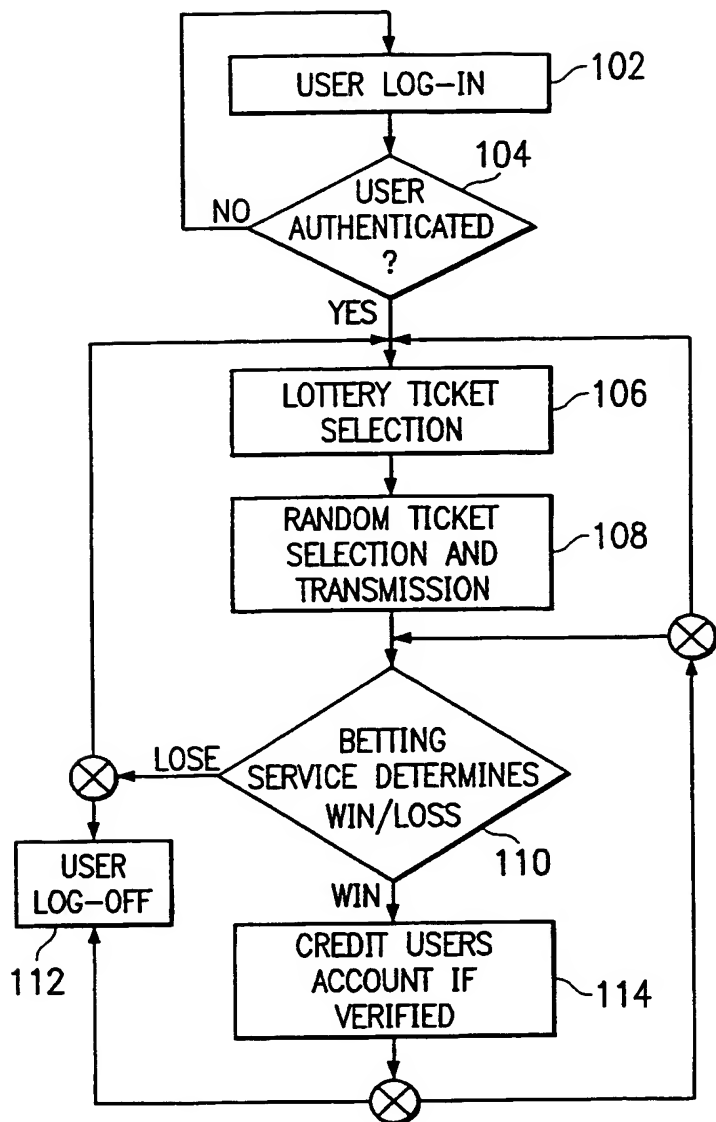 USER LOG-IN
102
104
USER
AUTHENTICATED
?
NO
YES
LOTTERY TICKET
SELECTION
106
RANDOM TICKET
SELECTION AND
TRANSMISSION
108
BETTING
SERVICE DETERMINES
WIN/LOSS
110
LOSE
USER
LOG-OFF
112
WIN
CREDIT USERS
ACCOUNT IF
VERIFIED
114